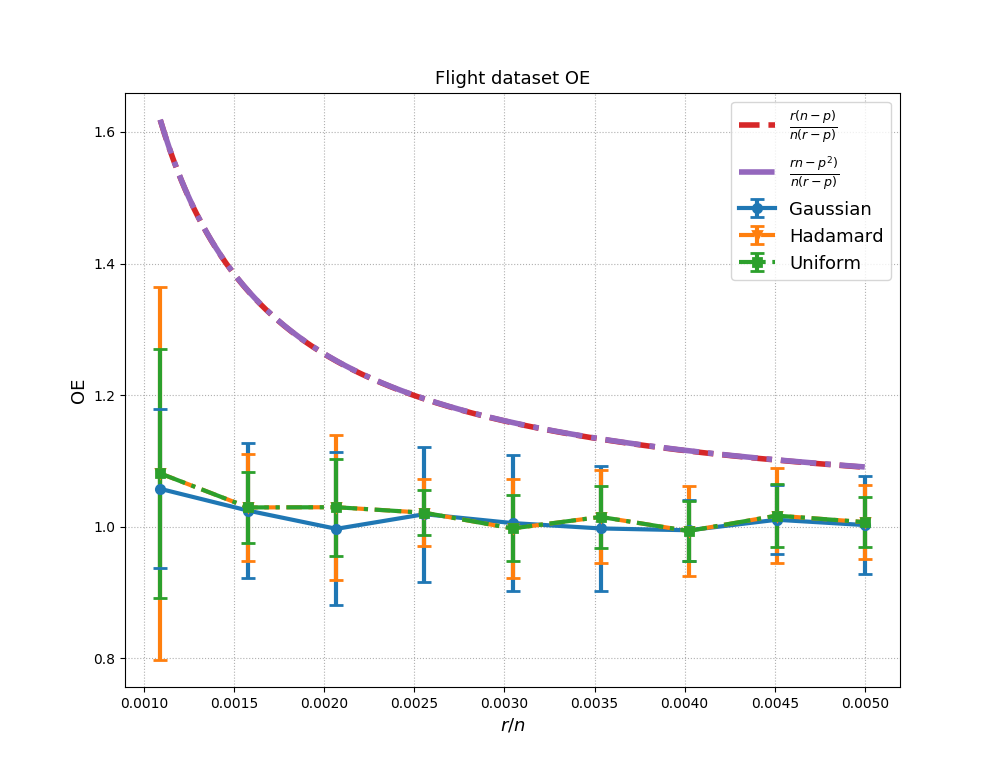 Flight dataset OE
1.6
1.4
1.2
1.0
0.8
OE
0.0010 0.0015 0.0020 0.0025 0.0030 0.0035 0.0040 0.0045 0.0050
r/n
r(n − p)
n(r − p)
rn − p²)
n(r − p)
Gaussian
Hadamard
Uniform